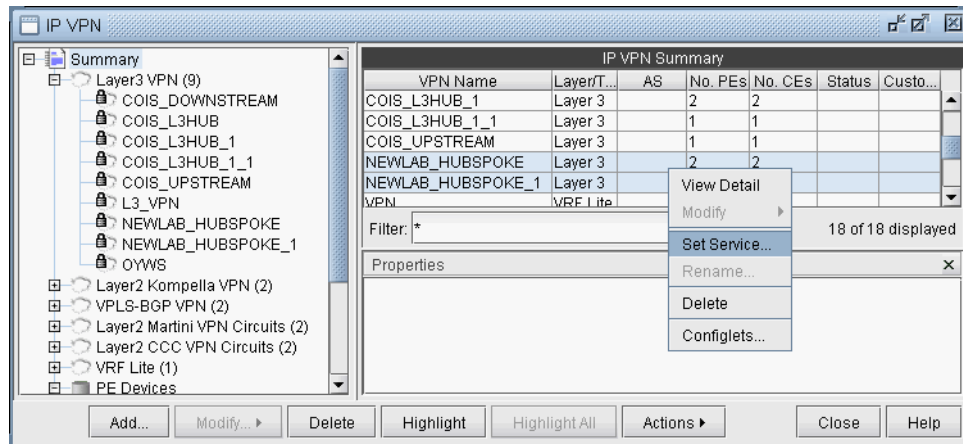 IP VPN
Summary
Layer3 VPN (9)
COIS_DOWNSTREAM
COIS_L3HUB
COIS_L3HUB_1
COIS_L3HUB_1_1
COIS_UPSTREAM
L3_VPN
NEWLAB_HUBSPOKE
NEWLAB_HUBSPOKE_1
OYWS
Layer2 Kompella VPN (2)
VPLS-BGP VPN (2)
Layer2 Martini VPN Circuits (2)
Layer2 CCC VPN Circuits (2)
VRF Lite (1)
PE Devices
IP VPN Summary
VPN Name Layer/T... AS No. PEs No. CEs Status Custo...
COIS_L3HUB_1 Layer 3 2 2
COIS_L3HUB_1_1 Layer 3 1 1
COIS_UPSTREAM Layer 3 1 1
NEWLAB_HUBSPOKE Layer 3 2 2
NEWLAB_HUBSPOKE_1 Layer 3
VPN VRF Lite
View Detail
Modify
Set Service...
Rename...
Delete
Configlets...
Filter: * 18 of 18 displayed
Properties
Add... Modify... Delete Highlight Highlight All Actions Close Help